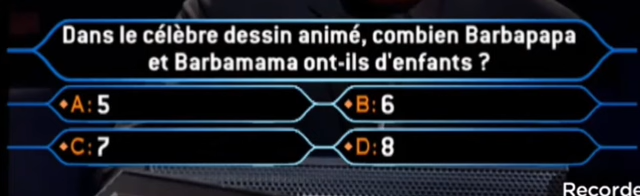 Dans le célèbre dessin animé, combien Barbapapa
et Barbamama ont-ils d'enfants ?
A: 5
B: 6
C: 7
D: 8
Recorde